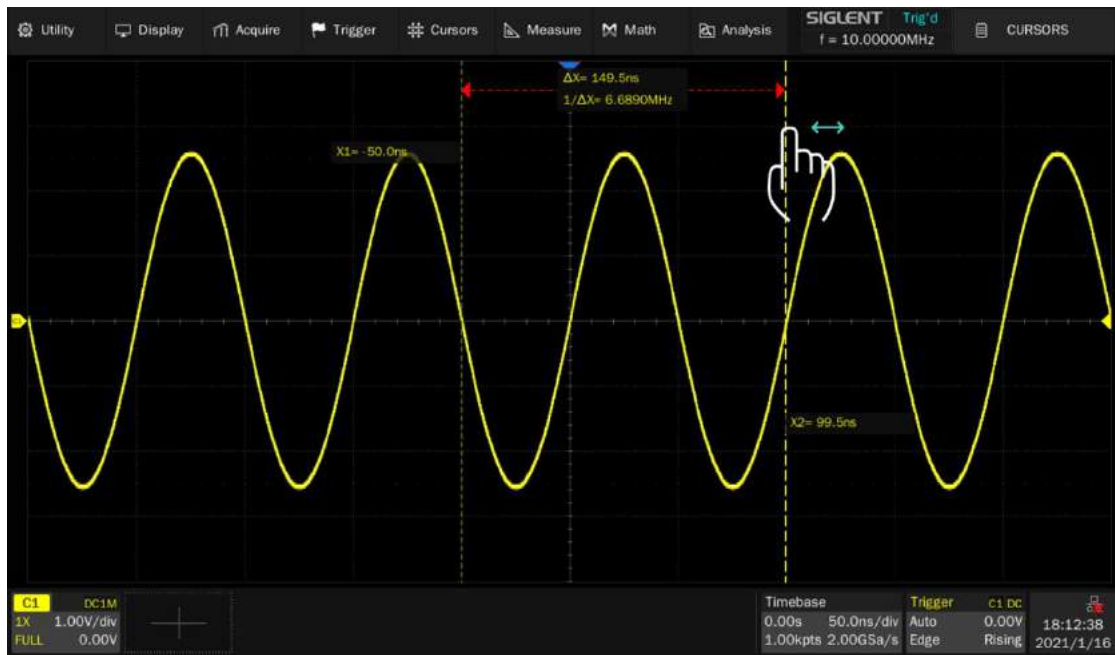 Utility Display Acquire Trigger Cursors Measure Math Analysis SIGLENT Trig'd CURSORS
f = 10.00000MHz
ΔX= 149.5ns
1/ΔX= 6.6890MHz
X1= -50.0ns
X2= 99.5ns
C1 DC1M
1X 1.00V/div
FULL 0.00V
Timebase
0.00s 50.0ns/div
1.00kpts 2.00GSa/s
Trigger C1 DC
Auto 0.00V
Edge Rising
18:12:38
2021/1/16